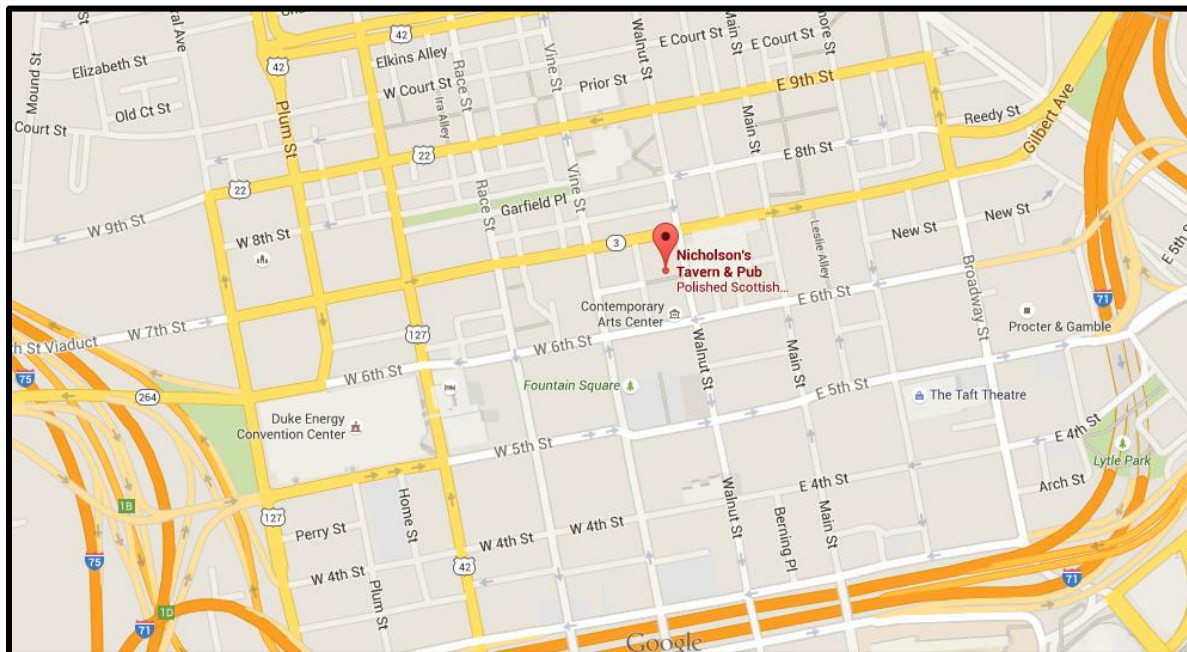 42
E Court St
Main St
E Court St
Elkins Alley
Elizabeth St
Mound St
42
W Court St
Race St
Vine St
Walnut St
Prior St
E 9th St
Old Ct St
Court St
Plum St
Ira Alley
Main St
Reedy St
Gilbert Ave
22
E 8th St
22
Race St
Vine St
Garfield Pl
W 9th St
W 8th St
3
Nicholson's
Tavern & Pub
Polished Scottish...
Leslie Alley
New St
New St
E 5th St
Broadway St
E 6th St
71
Contemporary
Arts Center
Procter & Gamble
W 7th St
127
W 6th St
Walnut St
Main St
75
W 6th St
Fountain Square
E 5th St
The Taft Theatre
264
Duke Energy
Convention Center
W 5th St
E 4th St
Lytle Park
Arch St
1B
Home St
E 4th St
127
Perry St
W 4th St
Walnut St
Berning Pl
Main St
75
W 4th St
42
71
Plum St
1D
71
Google